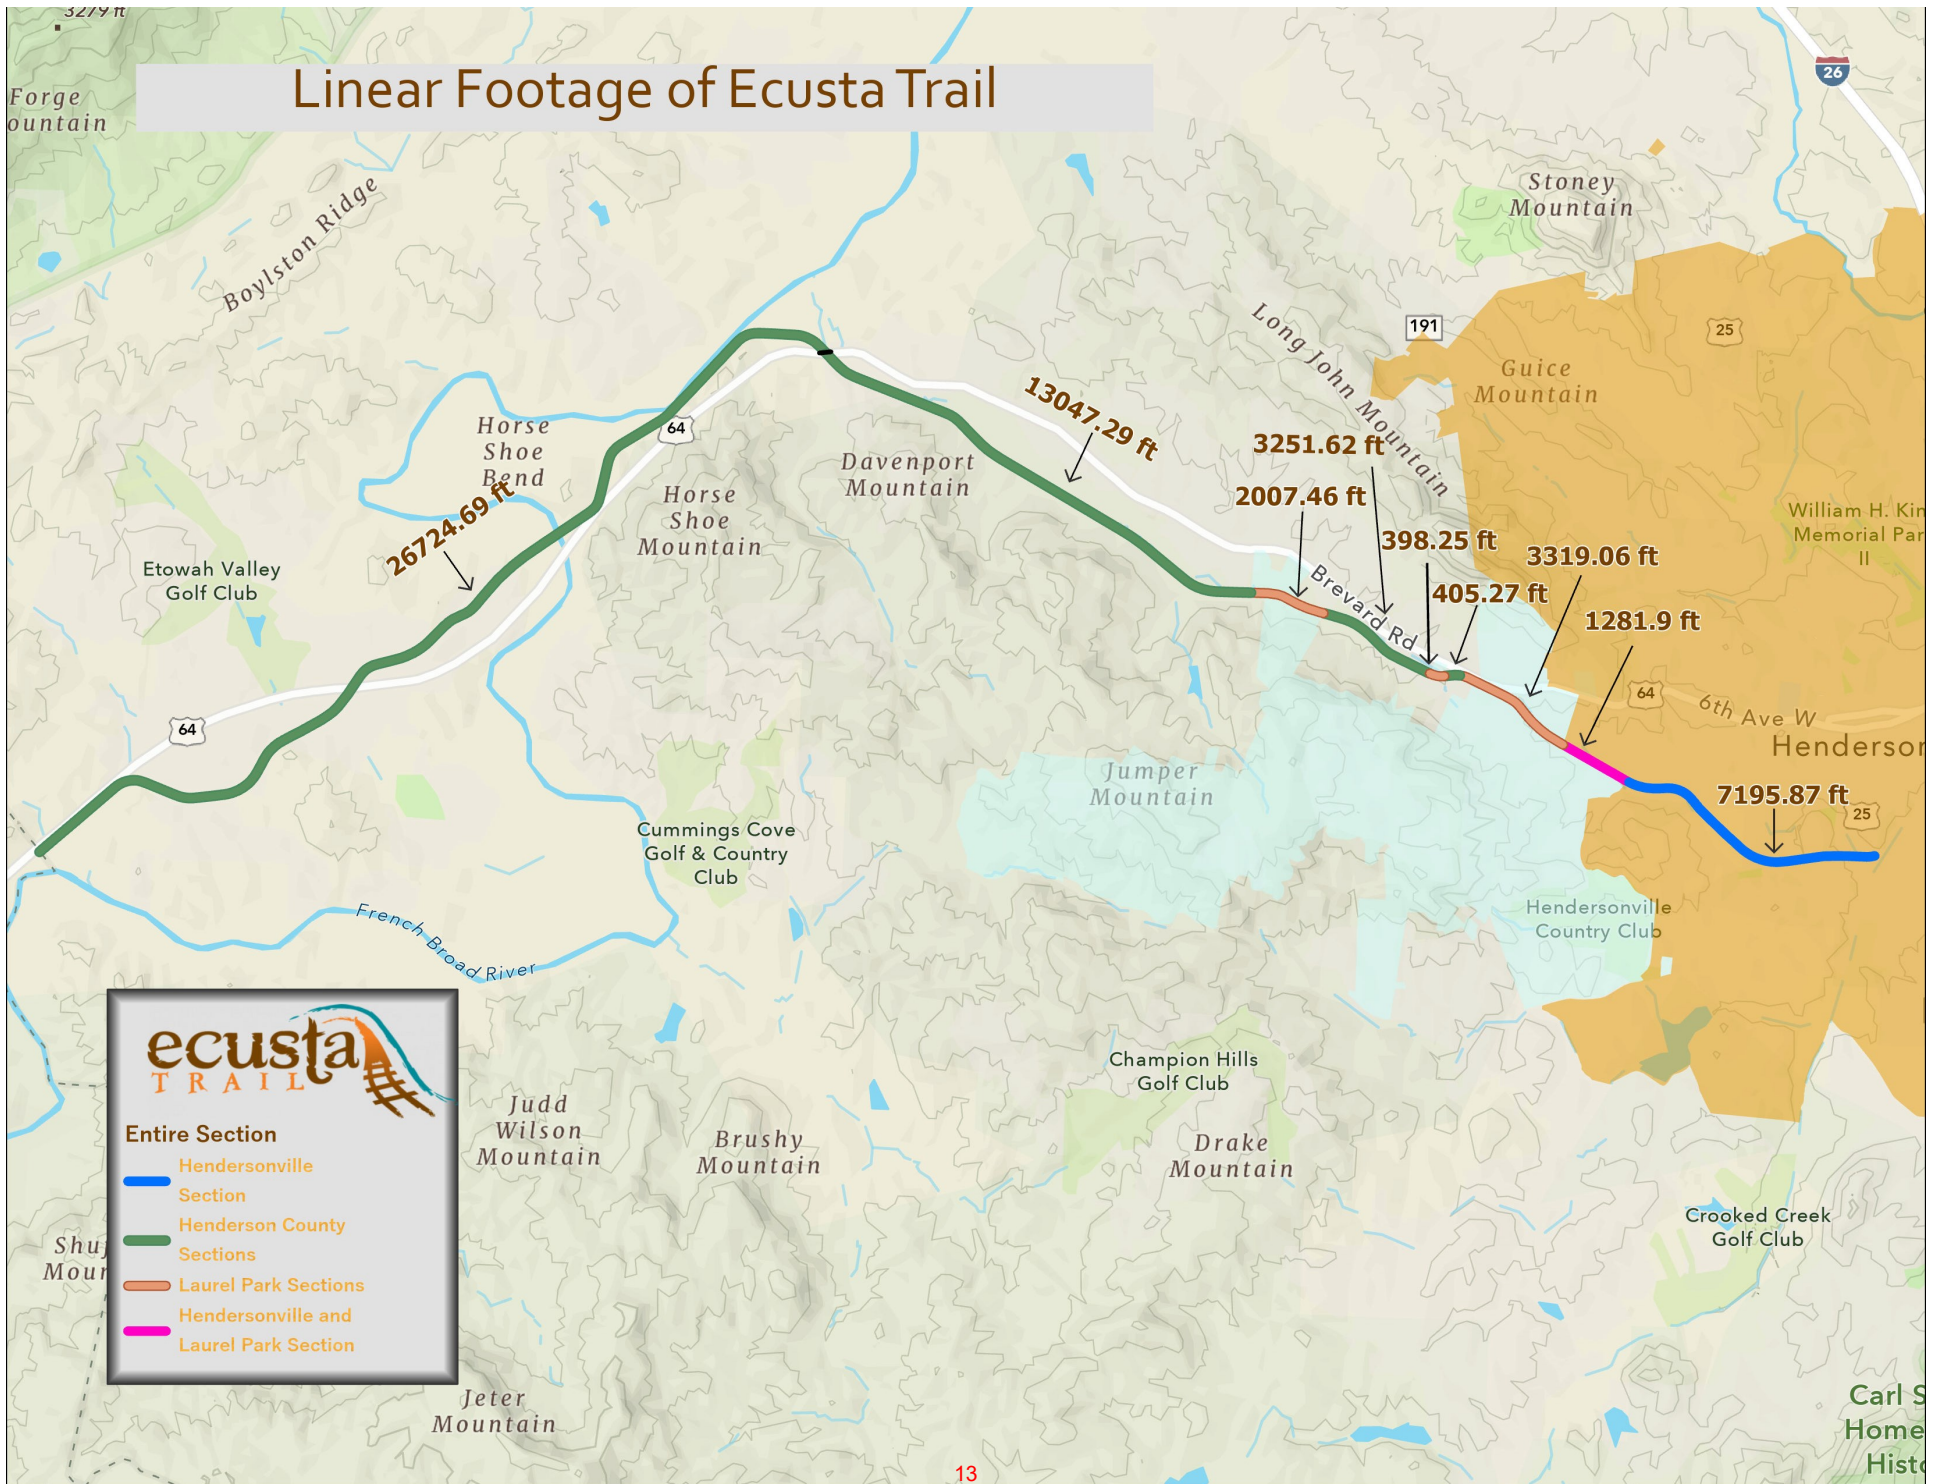 3279 ft
Forge
ountain
Linear Footage of Ecusta Trail
26
Stoney
Mountain
Boylston Ridge
191
25
Long John Mountain
Guice
Mountain
13047.29 ft
64
Horse
Shoe
Bend
Davenport
Mountain
3251.62 ft
Horse
Shoe
Mountain
2007.46 ft
26724.69 ft
William H. Kin
Memorial Par
II
398.25 ft
3319.06 ft
Etowah Valley
Golf Club
Brevard Rd
405.27 ft
1281.9 ft
64
64
6th Ave W
Henderson
Jumper
Mountain
7195.87 ft
25
Cummings Cove
Golf & Country
Club
Hendersonville
Country Club
French Broad River
ecusta
TRAIL
Entire Section
Hendersonville
Section
Henderson County
Sections
Laurel Park Sections
Hendersonville and
Laurel Park Section
Champion Hills
Golf Club
Judd
Wilson
Mountain
Brushy
Mountain
Drake
Mountain
Crooked Creek
Golf Club
Shuf
Mour
Jeter
Mountain
Carl S
Home
Histo
13